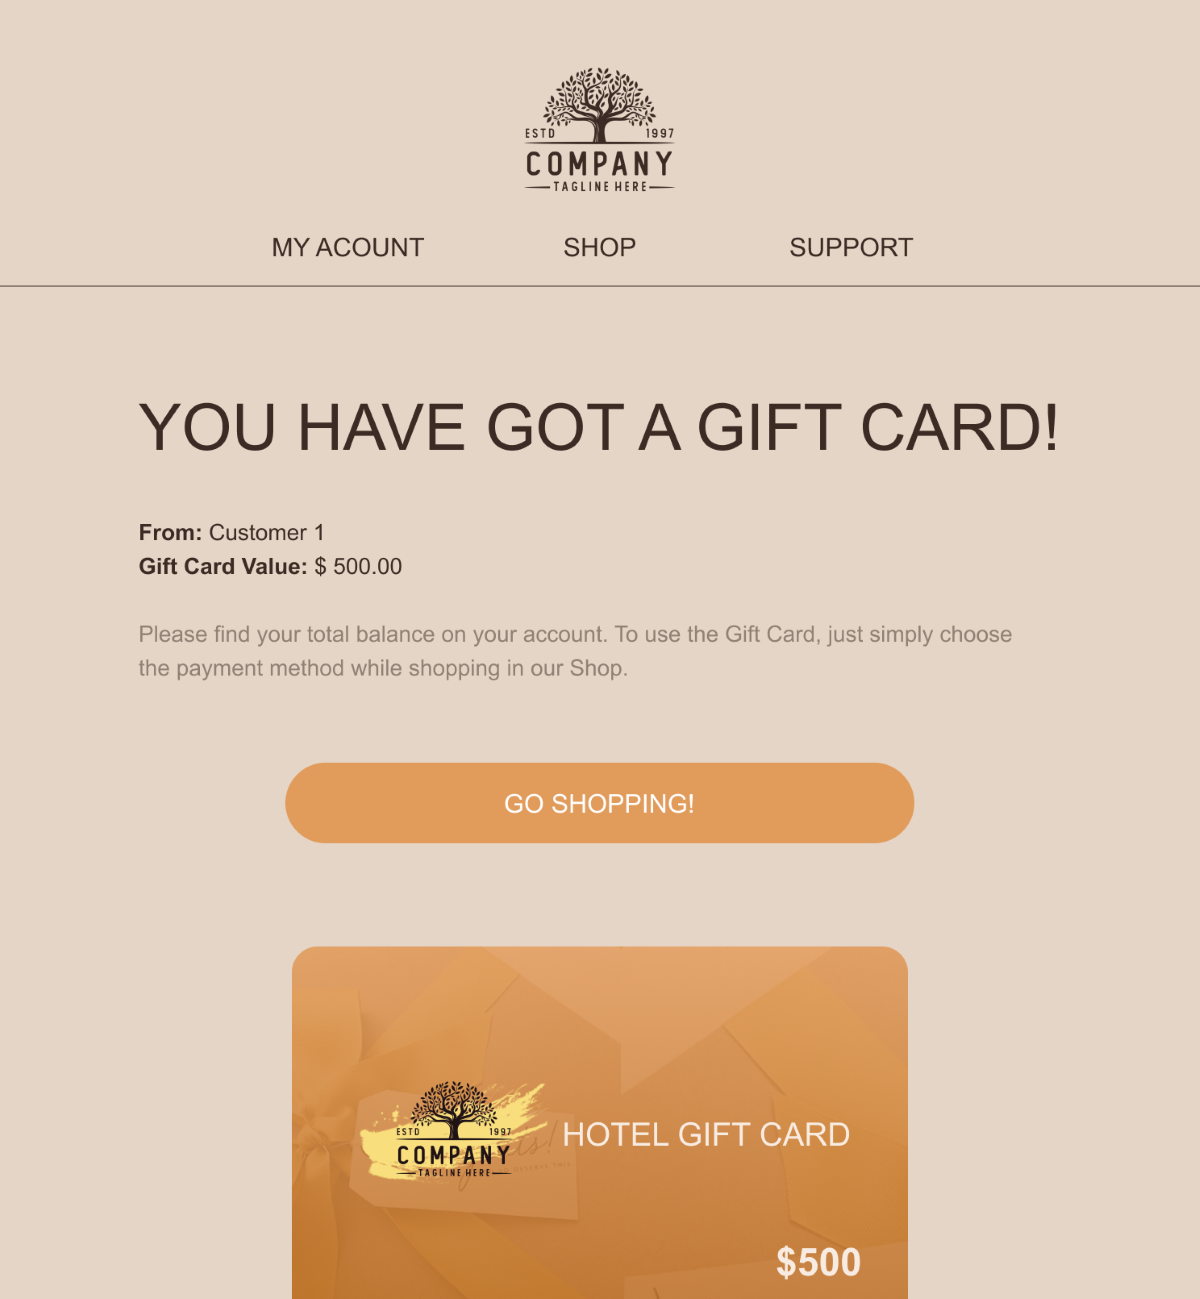 ESTD 1997
COMPANY
TAGLINE HERE
MY ACOUNT SHOP SUPPORT
YOU HAVE GOT A GIFT CARD!
From: Customer 1
Gift Card Value: $ 500.00
Please find your total balance on your account. To use the Gift Card, just simply choose
the payment method while shopping in our Shop.
GO SHOPPING!
ESTD 1997
COMPANY
TAGLINE HERE
HOTEL GIFT CARD
$500